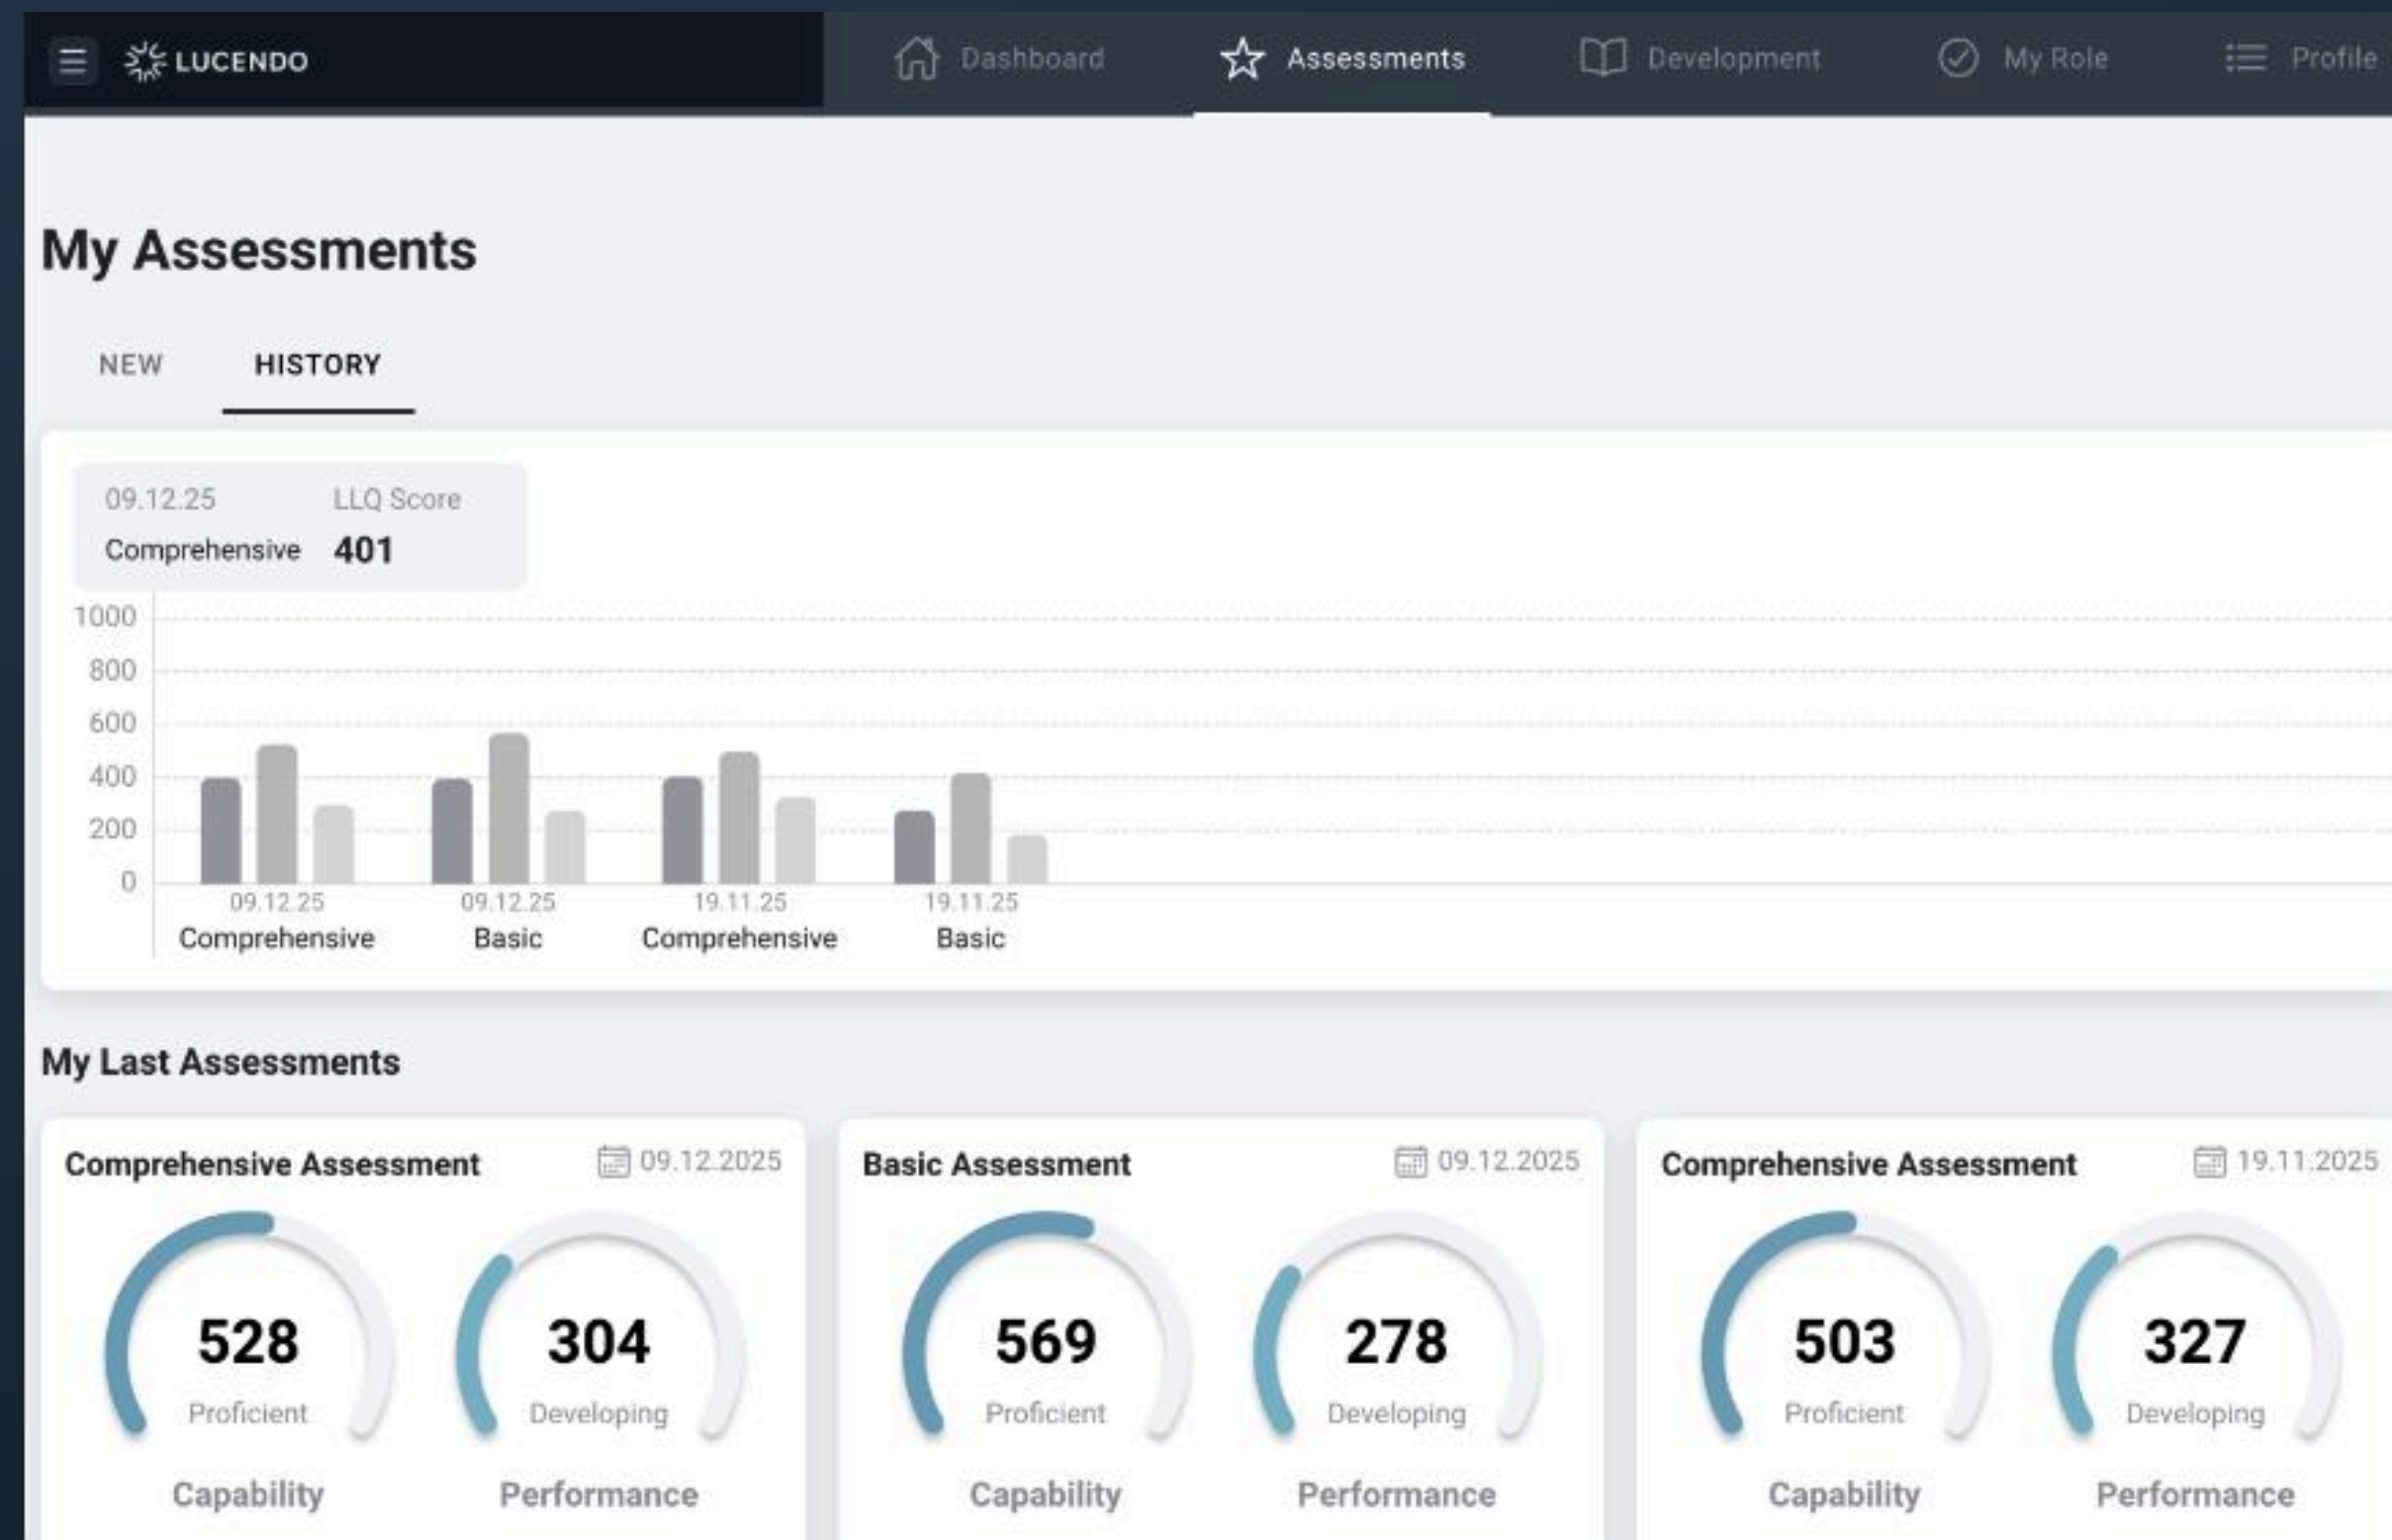 LUCENDO
Dashboard
Assessments
Development
My Role
Profile
My Assessments
NEW
HISTORY
09.12.25 LLQ Score
Comprehensive 401
1000
800
600
400
200
0
09.12.25 09.12.25 19.11.25 19.11.25
Comprehensive Basic Comprehensive Basic
My Last Assessments
Comprehensive Assessment 09.12.2025
528 304
Proficient Developing
Capability Performance
Basic Assessment 09.12.2025
569 278
Proficient Developing
Capability Performance
Comprehensive Assessment 19.11.2025
503 327
Proficient Developing
Capability Performance